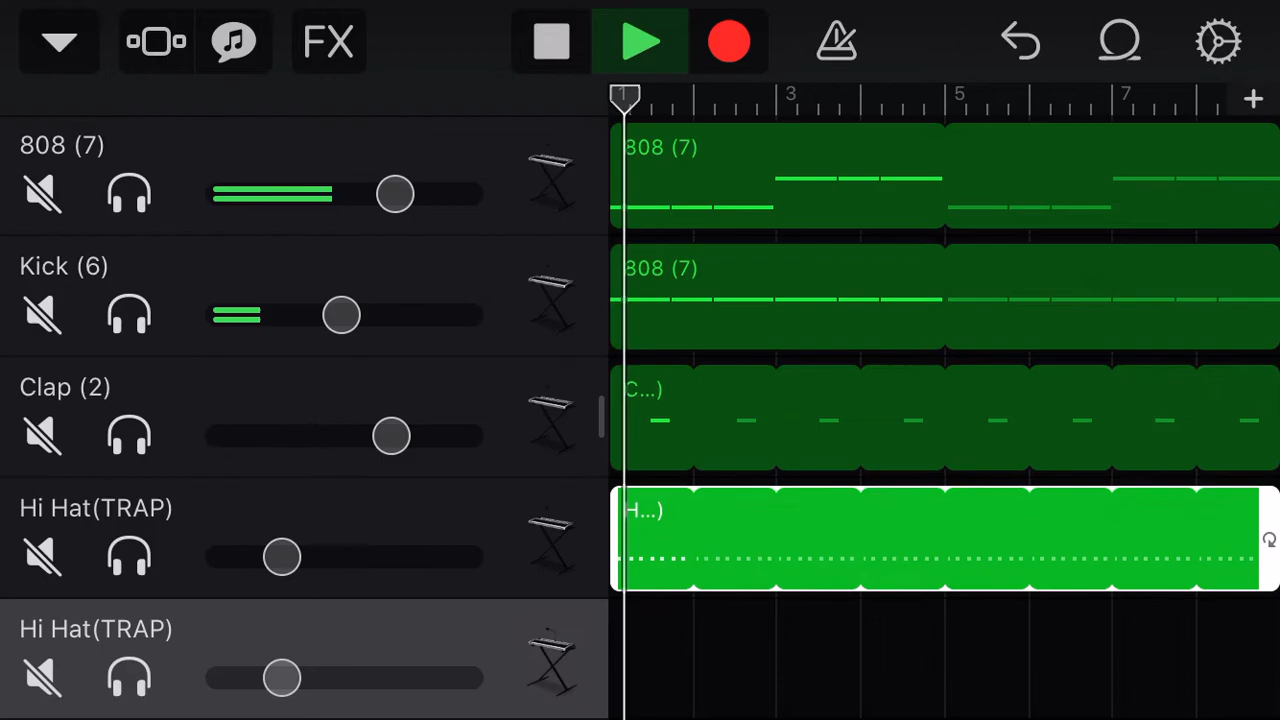 FX
1 3 5 7 +
808 (7)
808 (7)
Kick (6)
808 (7)
Clap (2)
C...)
Hi Hat(TRAP)
H...)
Hi Hat(TRAP)